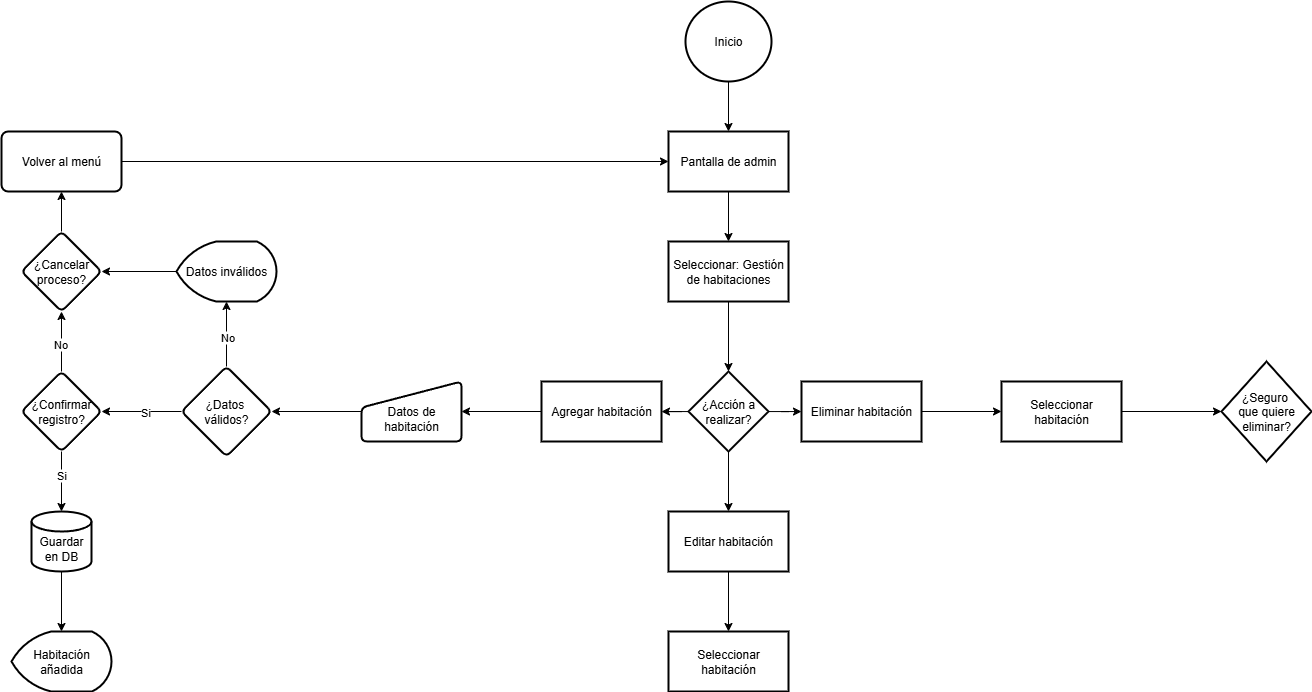 Inicio
Volver al menú
Pantalla de admin
¿Cancelar
proceso?
Datos inválidos
Seleccionar: Gestión
de habitaciones
No
No
¿Confirmar
registro?
Si
¿Datos
válidos?
Datos de
habitación
Agregar habitación
¿Acción a
realizar?
Eliminar habitación
Seleccionar
habitación
¿Seguro
que quiere
eliminar?
Si
Guardar
en DB
Editar habitación
Habitación
añadida
Seleccionar
habitación